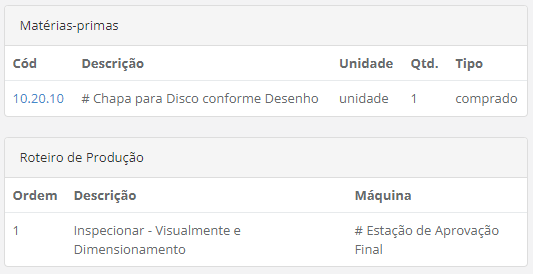 Matérias-primas
Cód Descrição Unidade Qtd. Tipo
10.20.10 # Chapa para Disco conforme Desenho unidade 1 comprado
Roteiro de Produção
Ordem Descrição Máquina
1 Inspecionar - Visualmente e # Estação de Aprovação
Dimensionamento Final